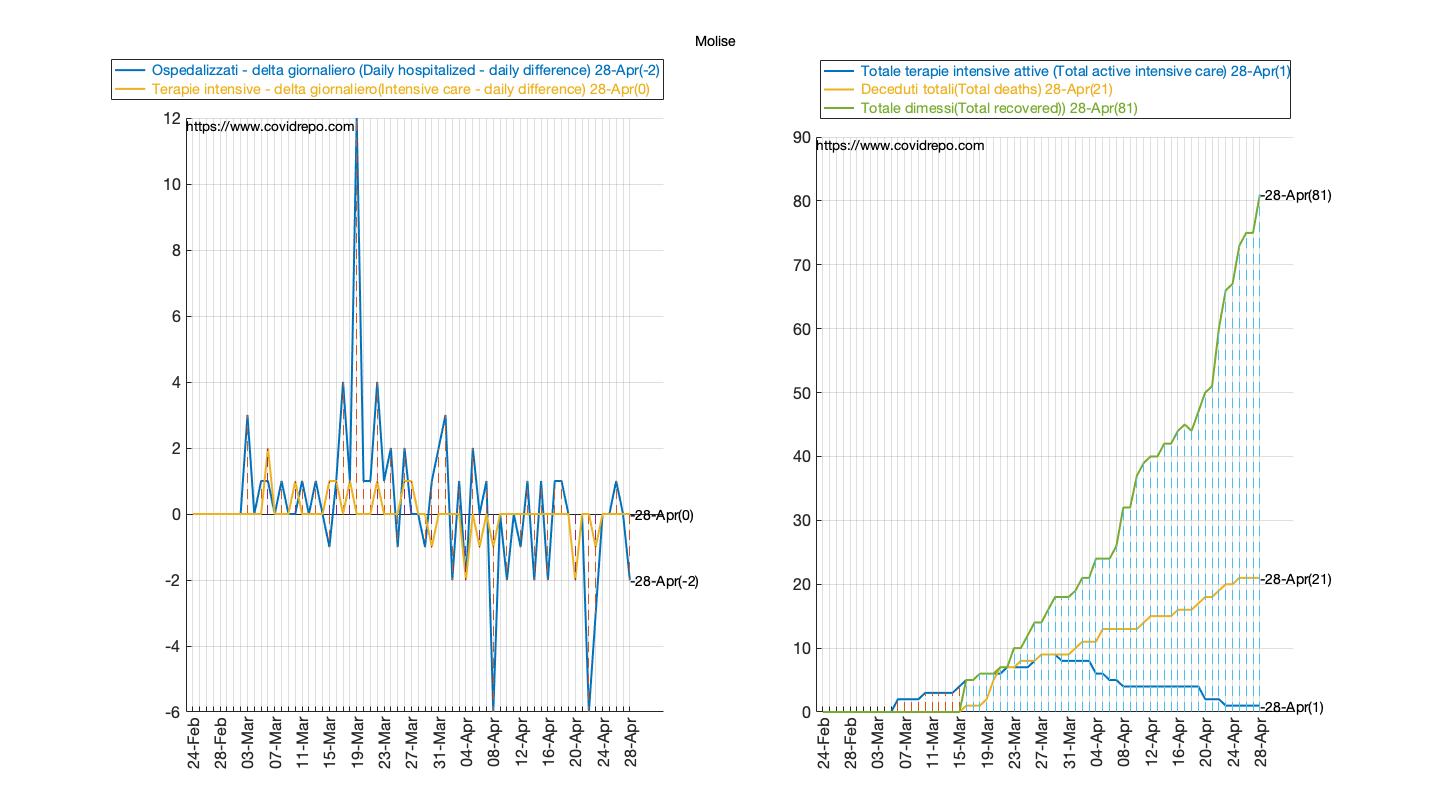 Molise
Ospedalizzati - delta giornaliero (Daily hospitalized - daily difference) 28-Apr(-2)
Terapie intensive - delta giornaliero(Intensive care - daily difference) 28-Apr(0)
https://www.covidrepo.com
12
10
8
6
4
2
0
-2
-4
-6
-28-Apr(0)
-28-Apr(-2)
24-Feb
28-Feb
03-Mar
07-Mar
11-Mar
15-Mar
19-Mar
23-Mar
27-Mar
31-Mar
04-Apr
08-Apr
12-Apr
16-Apr
20-Apr
24-Apr
28-Apr
Totale terapie intensive attive (Total active intensive care) 28-Apr(1)
Deceduti totali(Total deaths) 28-Apr(21)
Totale dimessi(Total recovered)) 28-Apr(81)
https://www.covidrepo.com
90
80
70
60
50
40
30
20
10
0
-28-Apr(81)
-28-Apr(21)
-28-Apr(1)
24-Feb
28-Feb
03-Mar
07-Mar
11-Mar
15-Mar
19-Mar
23-Mar
27-Mar
31-Mar
04-Apr
08-Apr
12-Apr
16-Apr
20-Apr
24-Apr
28-Apr